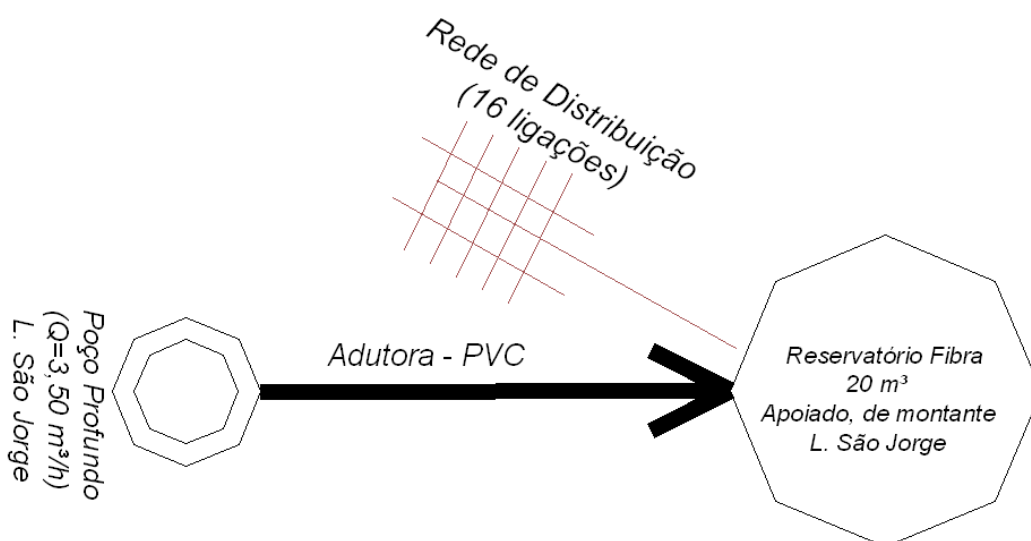 Rede de Distribuição
(16 ligações)
Poço Profundo
(Q=3,50 m³/h)
L. São Jorge
Adutora - PVC
Reservatório Fibra
20 m³
Apoiado, de montante
L. São Jorge